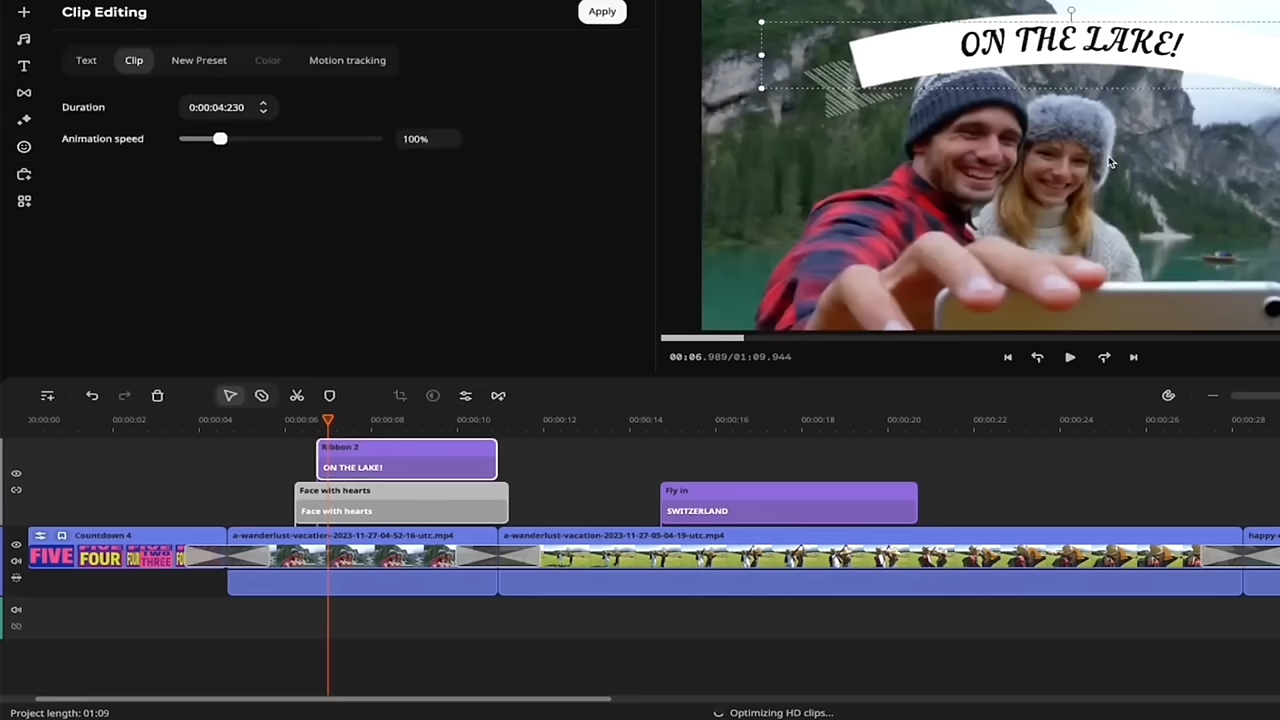 Clip Editing
Apply
Text
Clip
New Preset
Color
Motion tracking
Duration
0:00:04:230
Animation speed
100%
ON THE LAKE!
00:06.989/01:09.944
00:00:00
00:00:02
00:00:04
00:00:06
00:00:08
00:00:10
00:00:12
00:00:14
00:00:16
00:00:18
00:00:20
00:00:22
00:00:24
00:00:26
00:00:28
Ribbon 2
ON THE LAKE!
Face with hearts
Face with hearts
Fly in
SWITZERLAND
Countdown 4
a-wanderlust-vacation-2023-11-27-04-52-16-utc.mp4
a-wanderlust-vacation-2023-11-27-05-04-19-utc.mp4
happy-
FIVE
FOUR
TWO
THREE
Project length: 01:09
Optimizing HD clips...